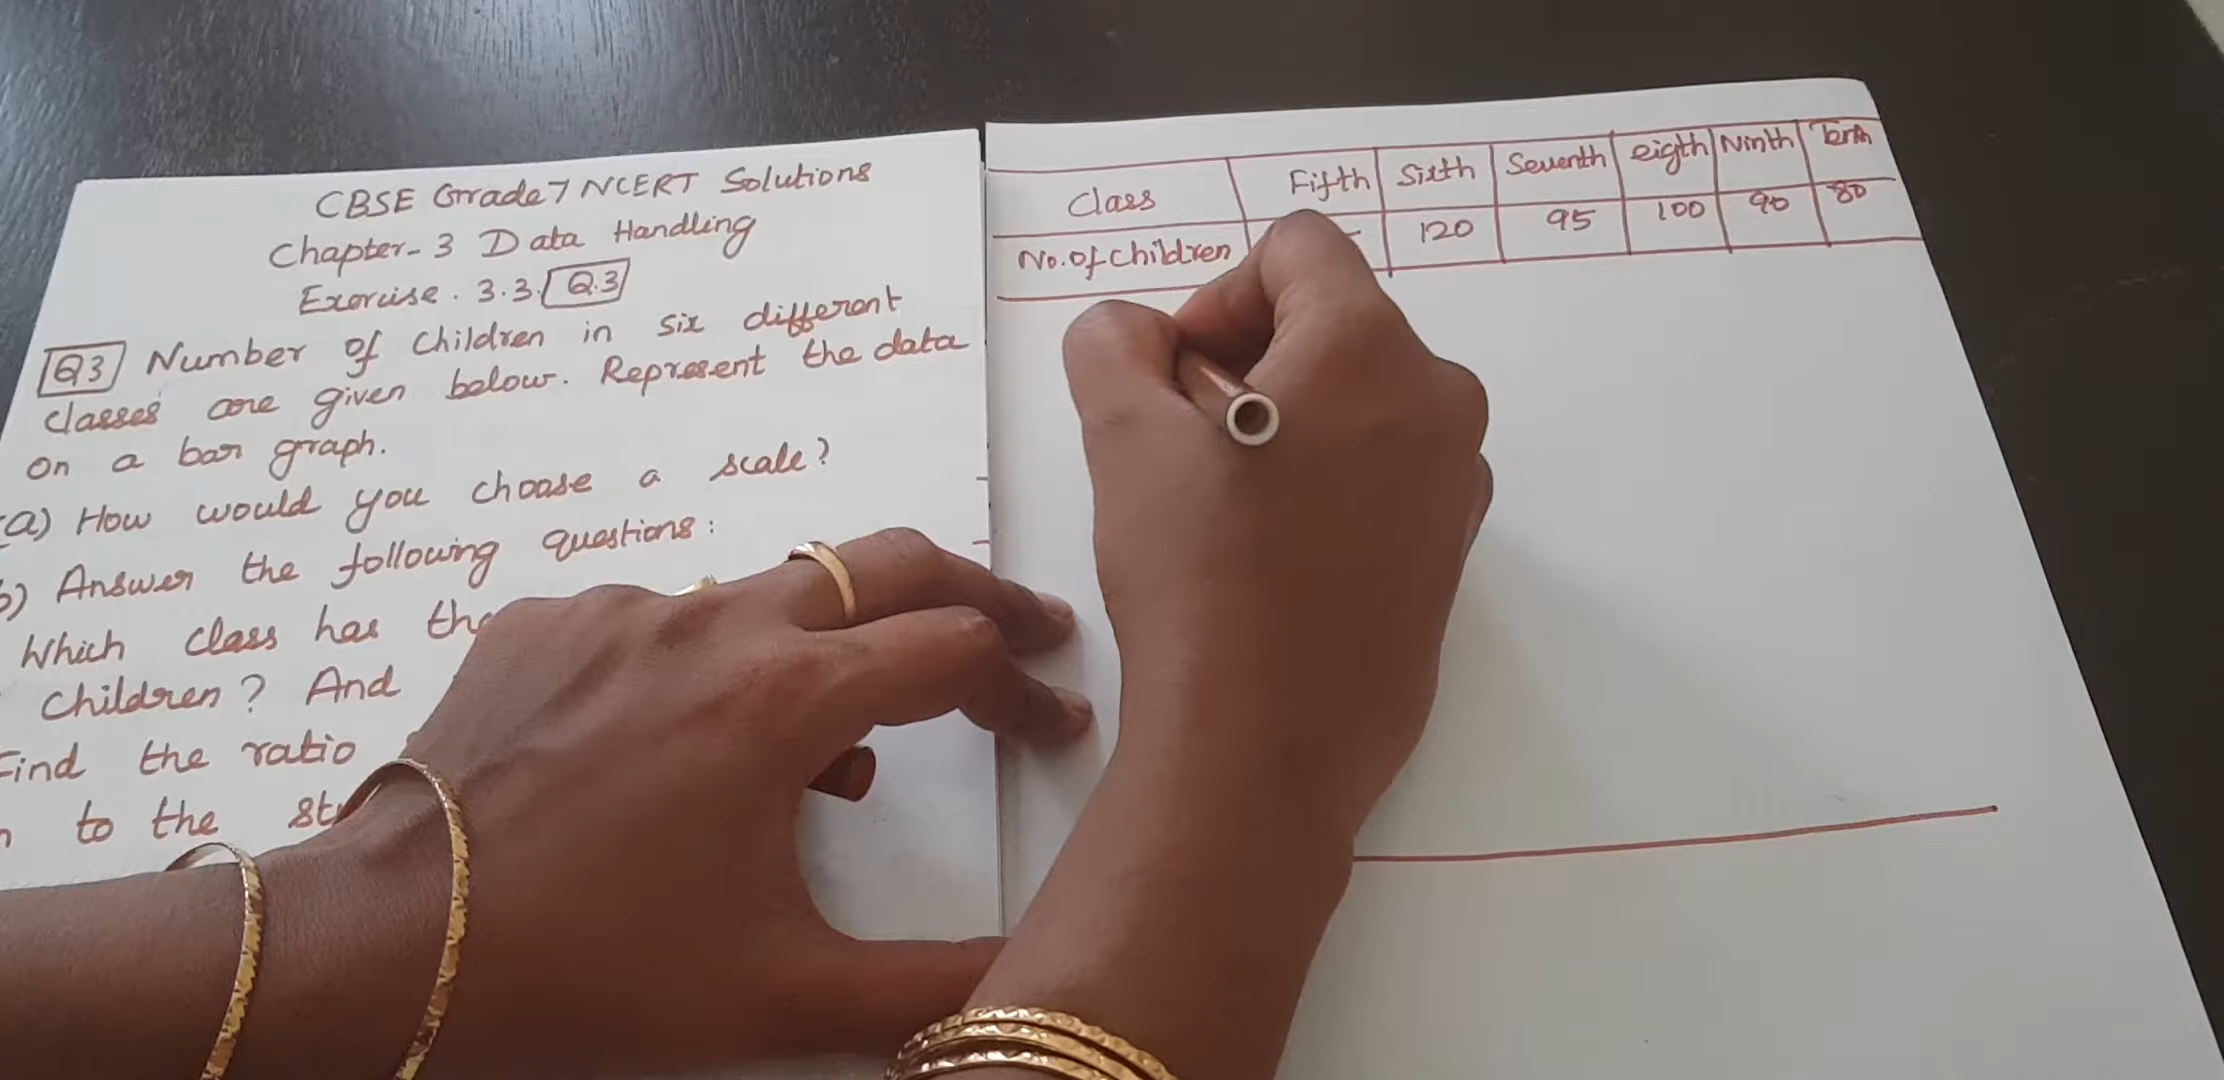 CBSE Grade 7 NCERT Solutions
Chapter-3 Data Handling
Exercise. 3.3. Q.3
Q3 Number of children in six different
classes are given below. Represent the data
on a bar graph.
(a) How would you choose a scale?
b) Answer the following questions:
Which class has the
children? And
Find the ratio
to the
Class Fifth Sixth Seventh eigth Ninth Tenth
No. of children 120 95 100 90 80